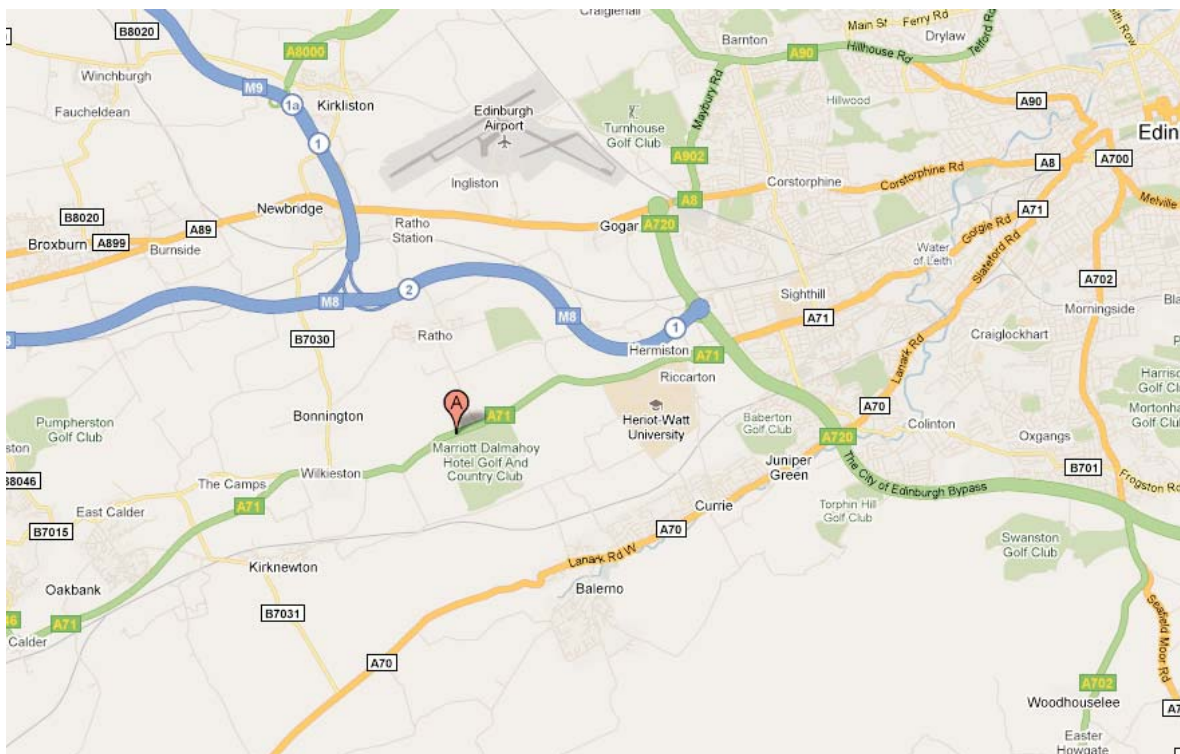 Craiglehall
B8020
A8000
Barnton
Main St
Ferry Rd
Drylaw
A90
Hillhouse Rd
Telford Rd
Winchburgh
M9
1a
Kirkliston
Faucheldean
1
Edinburgh
Airport
Turnhouse
Golf Club
Maybury Rd
Hillwood
A90
Edin
A902
Ingliston
Corstorphine
Corstorphine Rd
A8
A700
B8020
Newbridge
A8
Melville
Broxburn
A899
A89
Burnside
Ratho
Station
Gogar
A720
A71
Gorgie Rd
Slateford Rd
Water
of Leith
A702
M8
2
Sighthill
Morningside
M8
1
A71
B7030
Ratho
Hermiston
A71
Craiglockhart
Lanark Rd
Riccarton
A
A71
Bonnington
Heriot-Watt
University
Baberton
Golf Club
A70
Colinton
Pumpherston
Golf Club
A720
Oxgangs
Marriott Dalmahoy
Hotel Golf And
Country Club
Juniper
Green
B701
Wilkieston
The City of Edinburgh Bypass
Frogston Rd
The Camps
A71
East Calder
B7015
Currie
Torphin Hill
Golf Club
A70
Swanston
Golf Club
Lanark Rd W
Kirknewton
Oakbank
Balerno
B7031
A71
Calder
Seafield Moor Rd
A70
A702
Woodhouselee
Easter
Howgate